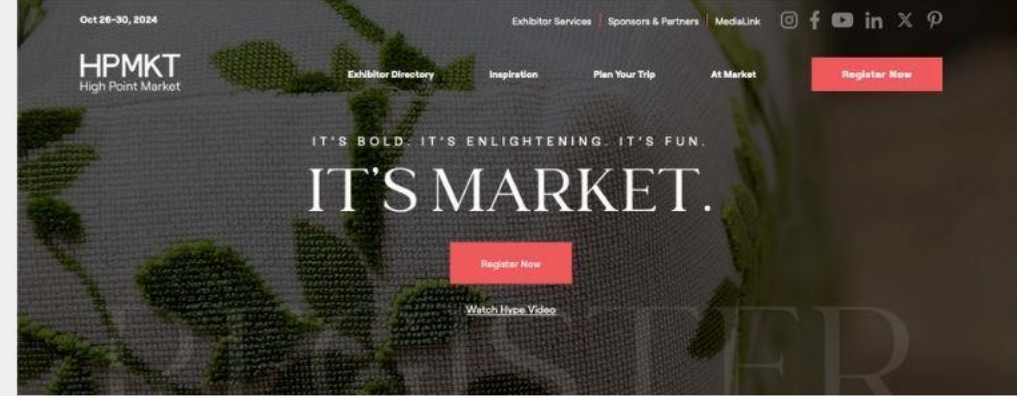 Oct 26-30, 2024
Exhibitor Services | Sponsors & Partners | MediaLink
HPMKT
High Point Market
Exhibitor Directory Inspiration Plan Your Trip At Market Register Now
IT'S BOLD. IT'S ENLIGHTENING. IT'S FUN.
IT'S MARKET.
Register Now
Watch Hype Video
REGISTER